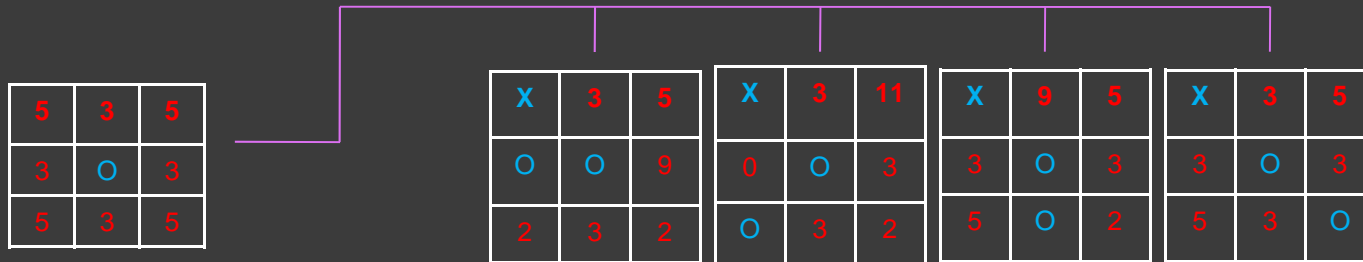 5 3 5
3 O 3
5 3 5
X 3 5
O O 9
2 3 2
X 3 11
0 O 3
O 3 2
X 9 5
3 O 3
5 O 2
X 3 5
3 O 3
5 3 O